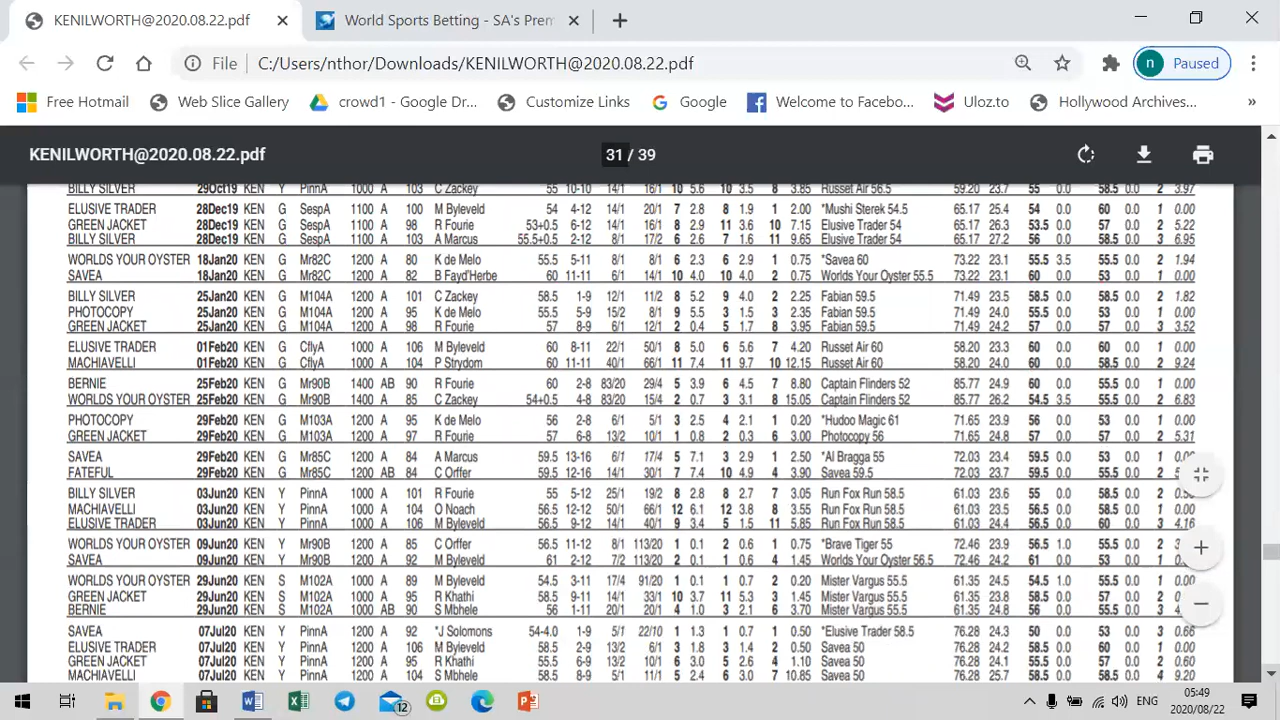 KENILWORTH@2020.08.22.pdf
World Sports Betting - SA's Prem
File C:/Users/nthor/Downloads/KENILWORTH@2020.08.22.pdf
n Paused
Free Hotmail Web Slice Gallery crowd1 - Google Dr... Customize Links Google Welcome to Facebo... Uloz.to Hollywood Archives... »
KENILWORTH@2020.08.22.pdf 31 / 39
BILLY SILVER 29Oct19 KEN Y PinnA 1000 A 103 C Zackey 55 10-10 14/1 16/1 10 5.6 10 3.5 8 3.85 Russet Air 56.5 59.20 23.7 55 0.0 58.5 0.0 2 3.97
ELUSIVE TRADER 28Dec19 KEN G SespA 1100 A 100 M Byleveld 54 4-12 14/1 20/1 7 2.8 8 1.9 1 2.00 *Mushi Sterek 54.5 65.17 25.4 54 0.0 60 0.0 1 0.00
GREEN JACKET 28Dec19 KEN G SespA 1100 A 98 R Fourie 53+0.5 6-12 14/1 12/1 8 2.9 11 3.6 10 7.15 Elusive Trader 54 65.17 26.2 53.5 0.0 57 0.0 2 5.22
BILLY SILVER 28Dec19 KEN G SespA 1100 A 103 A Marcus 55.5+0.5 2-12 8/1 17/2 6 2.6 7 1.6 11 9.65 Elusive Trader 54 65.17 27.2 56 0.0 58.5 0.0 3 6.95
WORLDS YOUR OYSTER 18Jan20 KEN G Mr82C 1200 A 80 K de Melo 55.5 5-11 8/1 8/1 6 2.3 6 2.9 1 0.75 *Savea 60 73.22 23.1 55.5 3.5 55.5 0.0 2 1.94
SAVEA 18Jan20 KEN G Mr82C 1200 A 82 B Fayd'Herbe 60 11-11 6/1 14/1 10 4.0 10 4.0 2 0.75 Worlds Your Oyster 55.5 73.22 23.1 60 0.0 53 0.0 1 0.00
BILLY SILVER 25Jan20 KEN G M104A 1200 A 101 C Zackey 58.5 1-9 12/1 11/2 8 5.2 9 4.0 2 2.25 Fabian 59.5 71.49 23.5 58.5 0.0 58.5 0.0 2 1.82
PHOTOCOPY 25Jan20 KEN G M104A 1200 A 95 K de Melo 55.5 5-9 15/2 8/1 9 5.5 3 1.5 3 2.35 Fabian 59.5 71.49 24.0 55.5 0.0 56.5 0.0 1 0.00
GREEN JACKET 25Jan20 KEN G M104A 1200 A 98 R Fourie 57 8-9 6/1 12/1 2 0.4 5 1.7 8 3.95 Fabian 59.5 71.49 24.2 57 0.0 57 0.0 3 3.52
ELUSIVE TRADER 01Feb20 KEN G CflyA 1000 A 106 M Byleveld 60 8-11 22/1 50/1 8 5.0 6 5.6 7 4.20 Russet Air 60 58.20 23.3 60 0.0 60 0.0 1 0.00
MACHIAVELLI 01Feb20 KEN G CflyA 1000 A 104 P Strydom 60 11-11 40/1 66/1 11 7.4 11 9.7 10 12.15 Russet Air 60 58.20 24.0 60 0.0 58.5 0.0 2 9.24
BERNIE 25Feb20 KEN G Mr90B 1400 AB 90 R Fourie 60 2-8 83/20 29/4 5 3.9 6 4.5 7 8.80 Captain Flinders 52 85.77 24.9 60 0.0 55.5 0.0 1 0.00
WORLDS YOUR OYSTER 25Feb20 KEN G Mr90B 1400 A 85 C Zackey 54+0.5 4-8 83/20 15/4 2 0.7 3 3.1 8 15.05 Captain Flinders 52 85.77 26.2 54.5 3.5 55.5 0.0 2 6.83
PHOTOCOPY 29Feb20 KEN G M103A 1200 A 95 K de Melo 56 2-8 6/1 5/1 3 2.5 4 2.1 1 0.20 *Hudoo Magic 61 71.65 23.9 56 0.0 56.5 0.0 1 0.00
GREEN JACKET 29Feb20 KEN G M103A 1200 A 97 R Fourie 57 6-8 13/2 10/1 1 0.8 2 0.3 6 3.00 Photocopy 56 71.65 24.8 57 0.0 57 0.0 2 5.31
SAVEA 29Feb20 KEN G Mr85C 1200 A 84 A Marcus 59.5 13-16 6/1 17/4 5 7.1 3 2.9 1 2.50 *Al Bragga 55 72.03 23.4 59.5 0.0 53 0.0 1
FATEFUL 29Feb20 KEN G Mr85C 1200 AB 84 C Orffer 59.5 12-16 14/1 30/1 7 7.4 10 4.9 4 3.90 Savea 59.5 72.03 23.7 59.5 0.0 55.5 0.0 2
BILLY SILVER 03Jun20 KEN Y PinnA 1000 A 101 R Fourie 55 5-12 25/1 19/2 8 2.8 8 2.7 7 3.05 Run Fox Run 58.5 61.03 23.6 55 0.0 58.5 0.0 2
MACHIAVELLI 03Jun20 KEN Y PinnA 1000 A 104 O Noach 56.5 2-12 50/1 66/1 12 6.1 12 3.8 8 3.55 Run Fox Run 58.5 61.03 23.6 56.5 0.0 58.5 0.0 1 0.00
ELUSIVE TRADER 03Jun20 KEN Y PinnA 1000 A 106 M Byleveld 56.5 9-12 14/1 40/1 9 3.4 5 1.5 11 5.85 Run Fox Run 58.5 61.03 24.4 56.5 0.0 60 0.0 3 4.16
WORLDS YOUR OYSTER 09Jun20 KEN Y Mr90B 1200 A 85 C Orffer 56.5 11-12 8/1 113/20 1 0.1 2 0.6 1 0.75 *Brave Tiger 55 72.46 23.9 56.5 1.0 55.5 0.0 2
SAVEA 09Jun20 KEN Y Mr90B 1200 A 92 M Byleveld 61 2-12 7/2 113/20 2 0.1 1 0.6 4 1.45 Worlds Your Oyster 56.5 72.46 24.2 61 0.0 53 0.0 1
WORLDS YOUR OYSTER 29Jun20 KEN S M102A 1000 A 89 M Byleveld 54.5 3-11 17/4 91/20 1 0.1 1 0.7 2 0.20 Mister Vargus 55.5 61.35 24.5 54.5 1.0 55.5 0.0 1
GREEN JACKET 29Jun20 KEN S M102A 1000 A 95 R Khathi 58.5 9-11 14/1 33/1 10 3.7 11 5.3 3 1.45 Mister Vargus 55.5 61.35 23.8 58.5 0.0 57 0.0 2
BERNIE 29Jun20 KEN S M102A 1000 AB 90 S Mbhele 56 1-11 20/1 20/1 4 1.0 3 2.1 6 3.70 Mister Vargus 55.5 61.35 24.8 56 0.0 55.5 0.0 3
SAVEA 07Jul20 KEN Y PinnA 1200 A 92 *J Solomons 54-4.0 1-9 5/1 22/10 1 1.3 1 0.7 1 0.50 *Elusive Trader 58.5 76.28 24.3 50 0.0 53 0.0 3 0.66
ELUSIVE TRADER 07Jul20 KEN Y PinnA 1200 A 106 M Byleveld 58.5 2-9 13/2 6/1 3 1.8 3 1.4 2 0.50 Savea 50 76.28 24.2 58.5 0.0 60 0.0 1 0.00
GREEN JACKET 07Jul20 KEN Y PinnA 1200 A 95 R Khathi 55.5 6-9 13/2 10/1 6 3.0 5 2.6 4 1.10 Savea 50 76.28 24.1 55.5 0.0 57 0.0 2 0.60
MACHIAVELLI 07Jul20 KEN Y PinnA 1200 A 104 S Mbhele 58.5 8-9 5/1 11/1 5 2.4 6 3.0 7 10.85 Savea 50 76.28 25.7 58.5 0.0 58.5 0.0 4 9.20
12
ENG
05:49
2020/08/22